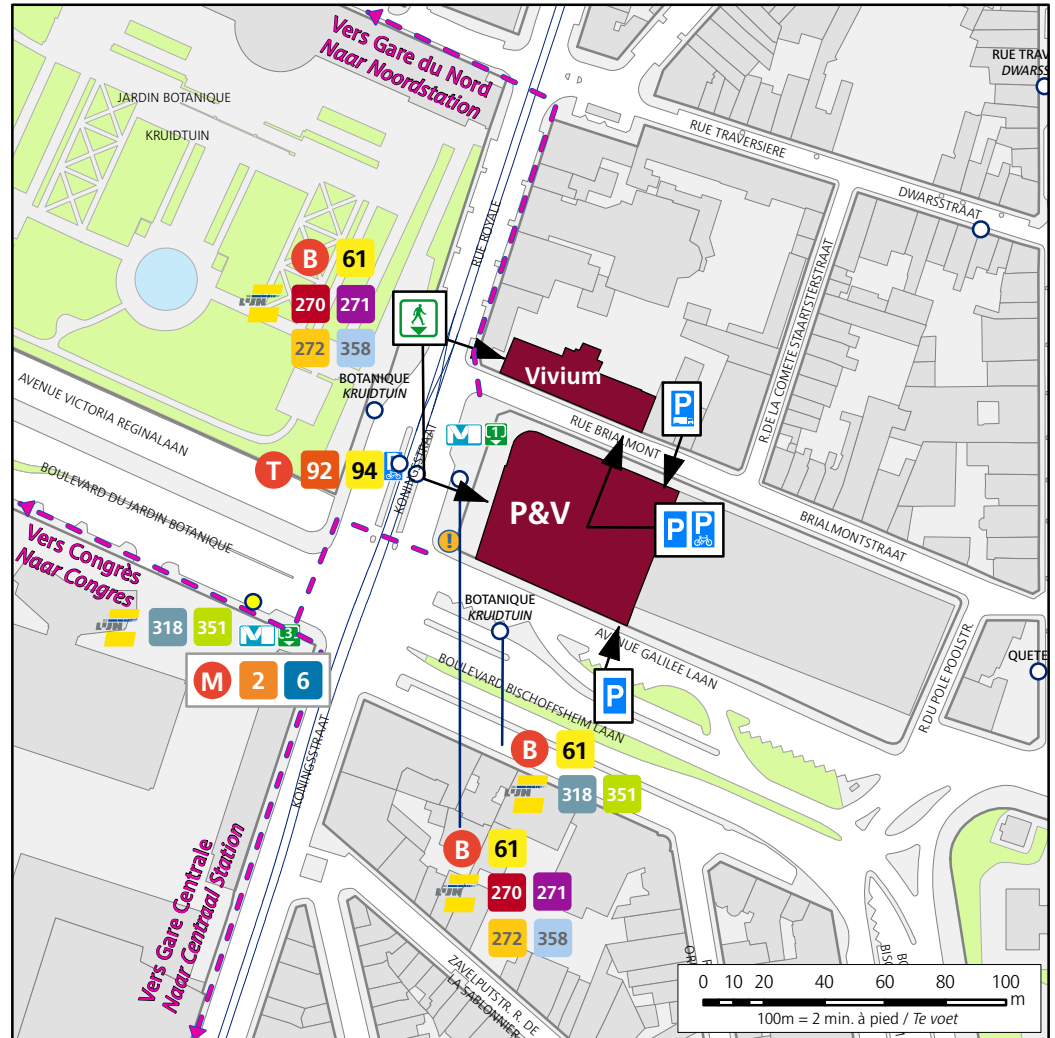 Vers Gare du Nord
Naar Noordstation
JARDIN BOTANIQUE
KRUIDTUIN
RUE TRAV
DWARSS
RUE TRAVERSIERE
DWARSSTRAAT
RUE ROYALE
R.DE LA COMETE STAARTSTERSTRAAT
B 61
270 271
272 358
BOTANIQUE
KRUIDTUIN
AVENUE VICTORIA REGINALAAN
BOULEVARD DU JARDIN BOTANIQUE
Vivium
P
RUE BRIALMONT
M 1
T 92 94
KONINGSSTRAAT
P&V
P P
BRIALMONTSTRAAT
!
Vers Congrès
Naar Congres
LIJN 318 351 M 3
M 2 6
BOTANIQUE
KRUIDTUIN
AVENUE GALILEE LAAN
BOULEVARD BISCHOFFSHEIM LAAN
P
R.DU POLE POOLSTR.
QUETE
KONINGSSTRAAT
B 61
318 351
B 61
270 271
272 358
Vers Gare Centrale
Naar Centraal Station
ZAVELPUTSTR. R. DE
LA SABLONNIER
0 10 20 40 60 80 100
m
100m = 2 min. à pied / Te voet